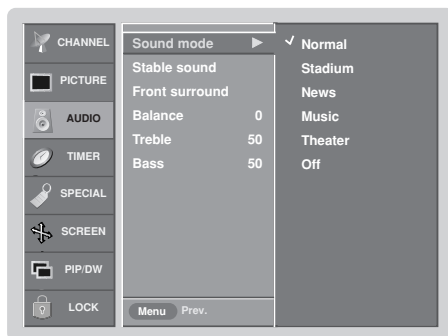 CHANNEL
PICTURE
AUDIO
TIMER
SPECIAL
SCREEN
PIP/DW
LOCK
Sound mode
Stable sound
Front surround
Balance 0
Treble 50
Bass 50
Menu Prev.
Normal
Stadium
News
Music
Theater
Off